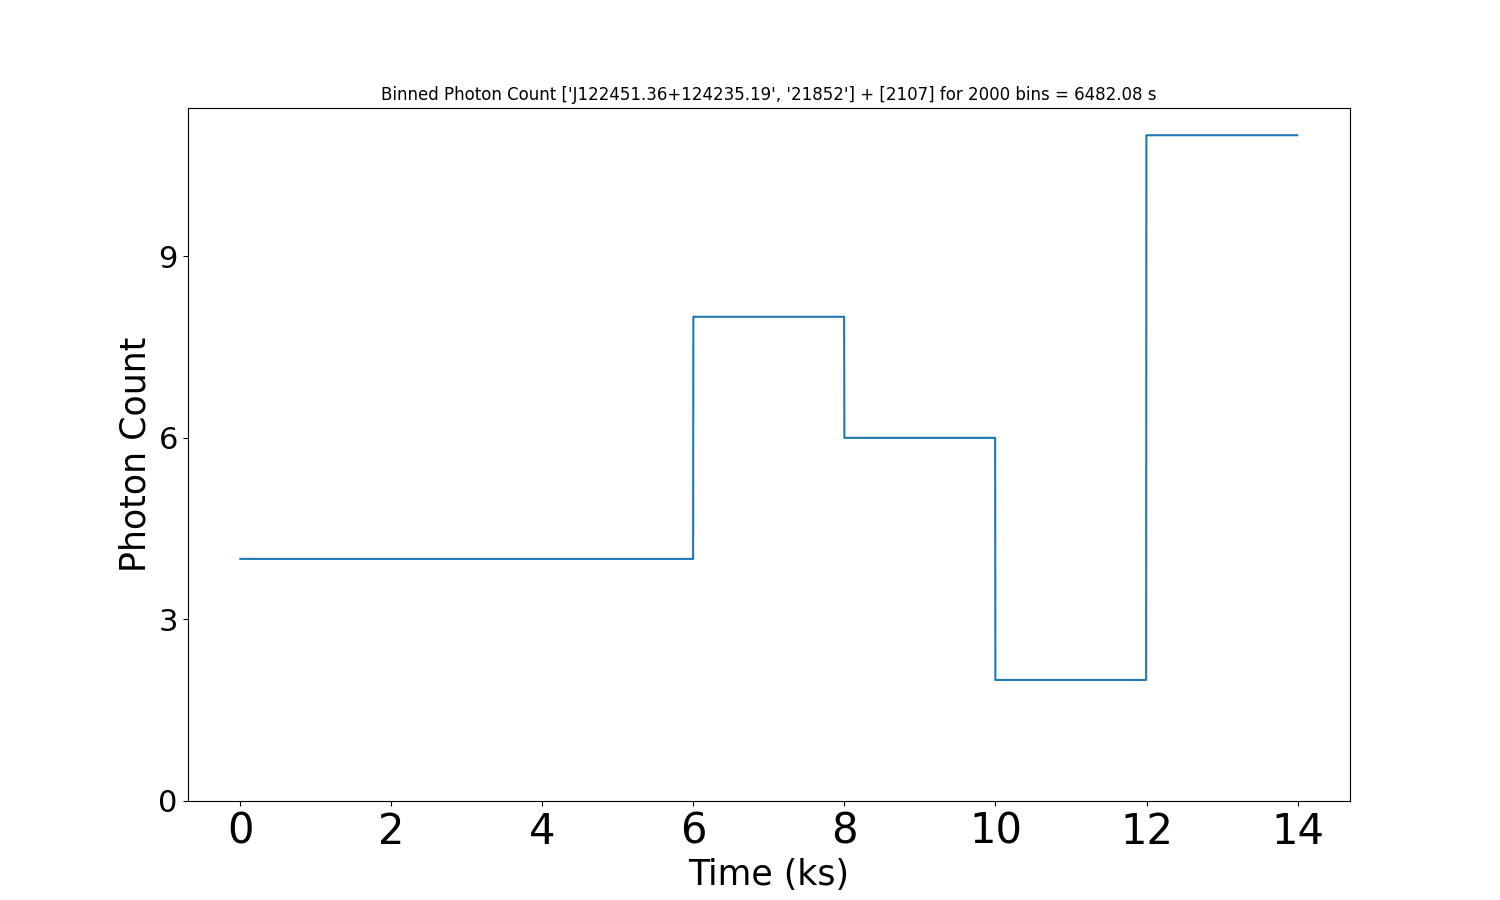 Binned Photon Count ['J122451.36+124235.19', '21852'] + [2107] for 2000 bins = 6482.08 s
Photon Count
9
6
3
0
0 2 4 6 8 10 12 14
Time (ks)